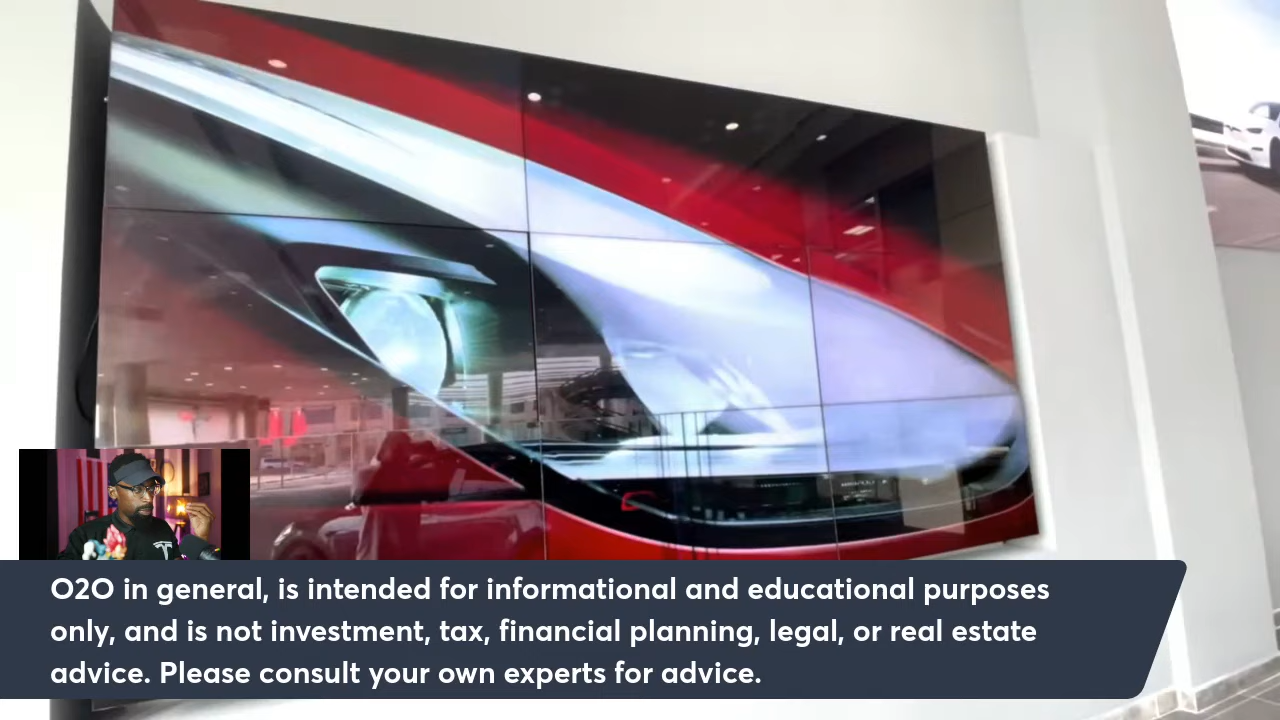 O2O in general, is intended for informational and educational purposes
only, and is not investment, tax, financial planning, legal, or real estate
advice. Please consult your own experts for advice.